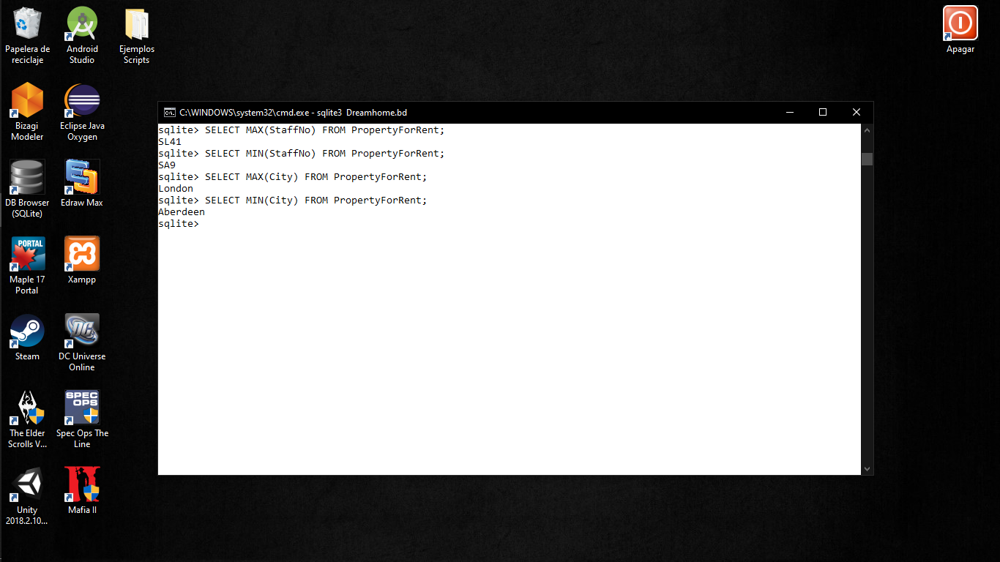 Papelera de
reciclaje
Android
Studio
Ejemplos
Scripts
Apagar
Bizagi
Modeler
Eclipse Java
Oxygen
DB Browser
(SQLite)
Edraw Max
PORTAL
Maple 17
Portal
Xampp
Steam
DC
DC Universe
Online
The Elder
Scrolls V...
SPEC
OPS
Spec Ops The
Line
Unity
2018.2.10...
II
Mafia II
C:\WINDOWS\system32\cmd.exe - sqlite3  Dreamhome.bd
sqlite> SELECT MAX(StaffNo) FROM PropertyForRent;
SL41
sqlite> SELECT MIN(StaffNo) FROM PropertyForRent;
SA9
sqlite> SELECT MAX(City) FROM PropertyForRent;
London
sqlite> SELECT MIN(City) FROM PropertyForRent;
Aberdeen
sqlite>